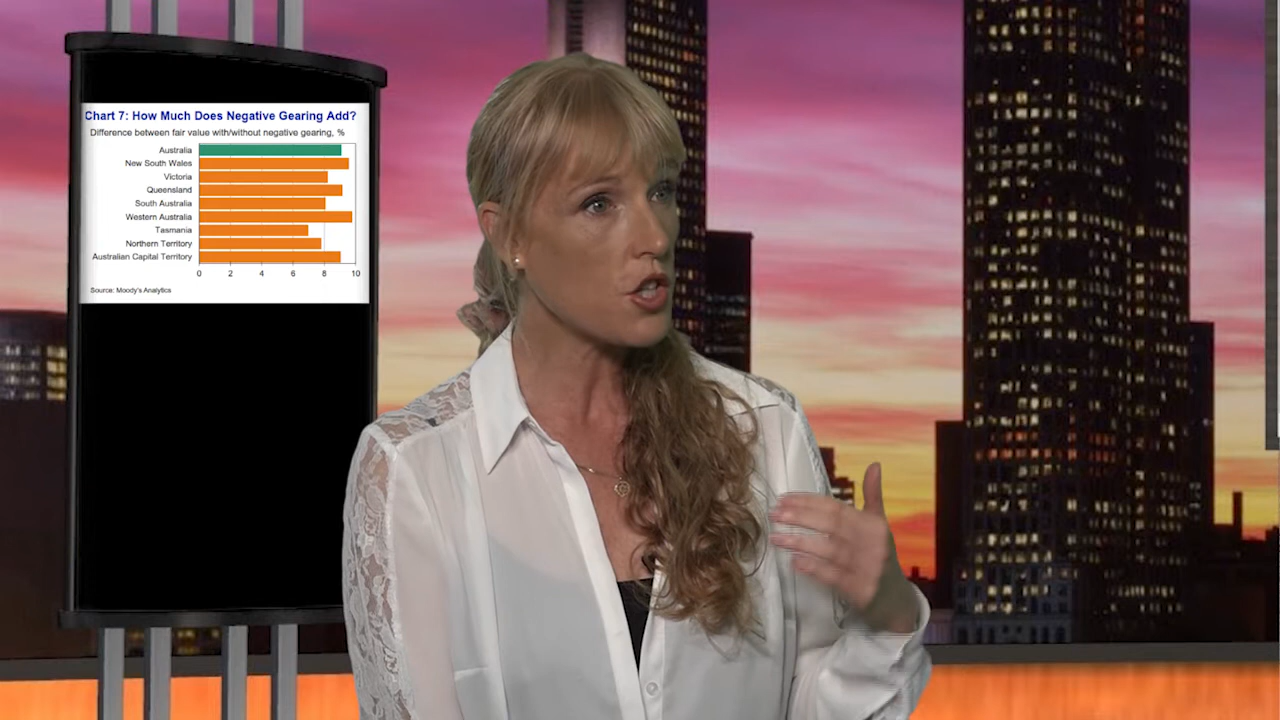 Chart 7: How Much Does Negative Gearing Add?
Difference between fair value with/without negative gearing, %
Australia
New South Wales
Victoria
Queensland
South Australia
Western Australia
Tasmania
Northern Territory
Australian Capital Territory
0 2 4 6 8 10
Source: Moody's Analytics